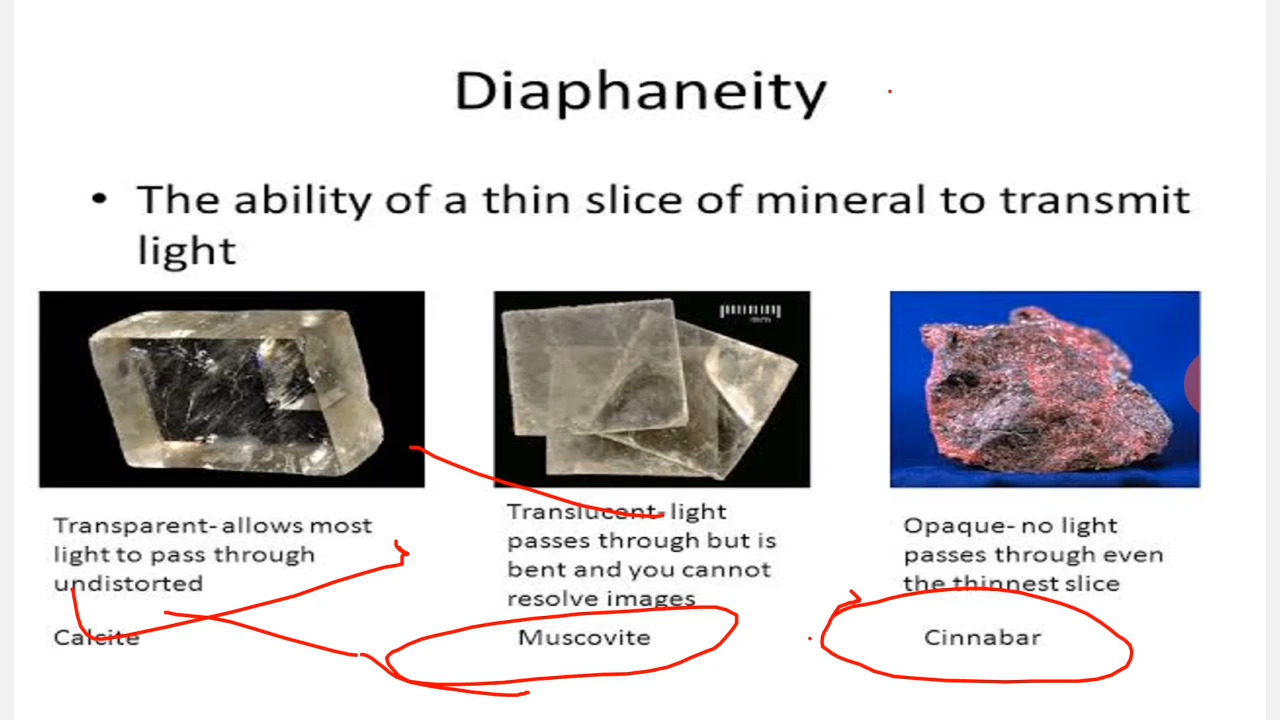 Diaphaneity
• The ability of a thin slice of mineral to transmit
light
mm
Transparent- allows most
light to pass through
undistorted
Calcite
Translucent- light
passes through but is
bent and you cannot
resolve images
Muscovite
Opaque- no light
passes through even
the thinnest slice
Cinnabar